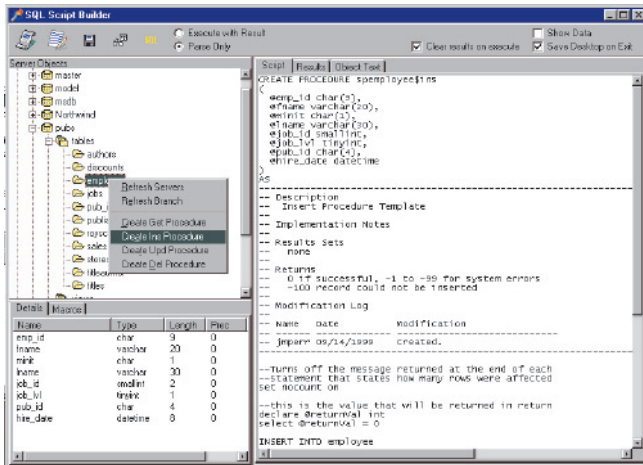 SQL Script Builder
Execute with Result
Parse Only
Clear results on execute
Show Data
Save Desktop on Exit
Server Objects
master
model
msdb
Northwind
pubs
tables
authors
discounts
jobs
sales
titles
Refresh Servers
Refresh Branch
Create Get Procedure
Create Ins Procedure
Create Upd Procedure
Create Del Procedure
Details
Macros
Name Type Length Prec
emp_id char 9 0
fname varchar 20 0
minit char 1 0
lname varchar 30 0
job_id smallint 2 0
job_lvl tinyint 1 0
pub_id char 4 0
hire_date datetime 8 0
Script
Results
Object Text
CREATE PROCEDURE spemployee$ins
(
@emp_id char(9),
@fname varchar(20),
@minit char(1),
@lname varchar(30),
@job_id smallint,
@job_lvl tinyint,
@pub_id char(4),
@hire_date datetime
)
AS
-- Description
-- Insert Procedure Template
--
-- Implementation Notes
--
-- Results Sets
-- none
--
-- Returns
-- 0 if successful, -1 to -99 for system errors
-- -100 record could not be inserted
--
-- Modification Log
--
-- Name Date Modification
-- jmperr 09/14/1999 Created.
--Turns off the message returned at the end of each
--statement that states how many rows were affected
set nocount on
--this is the value that will be returned in return
declare @returnVal int
select @returnVal = 0
INSERT INTO employee